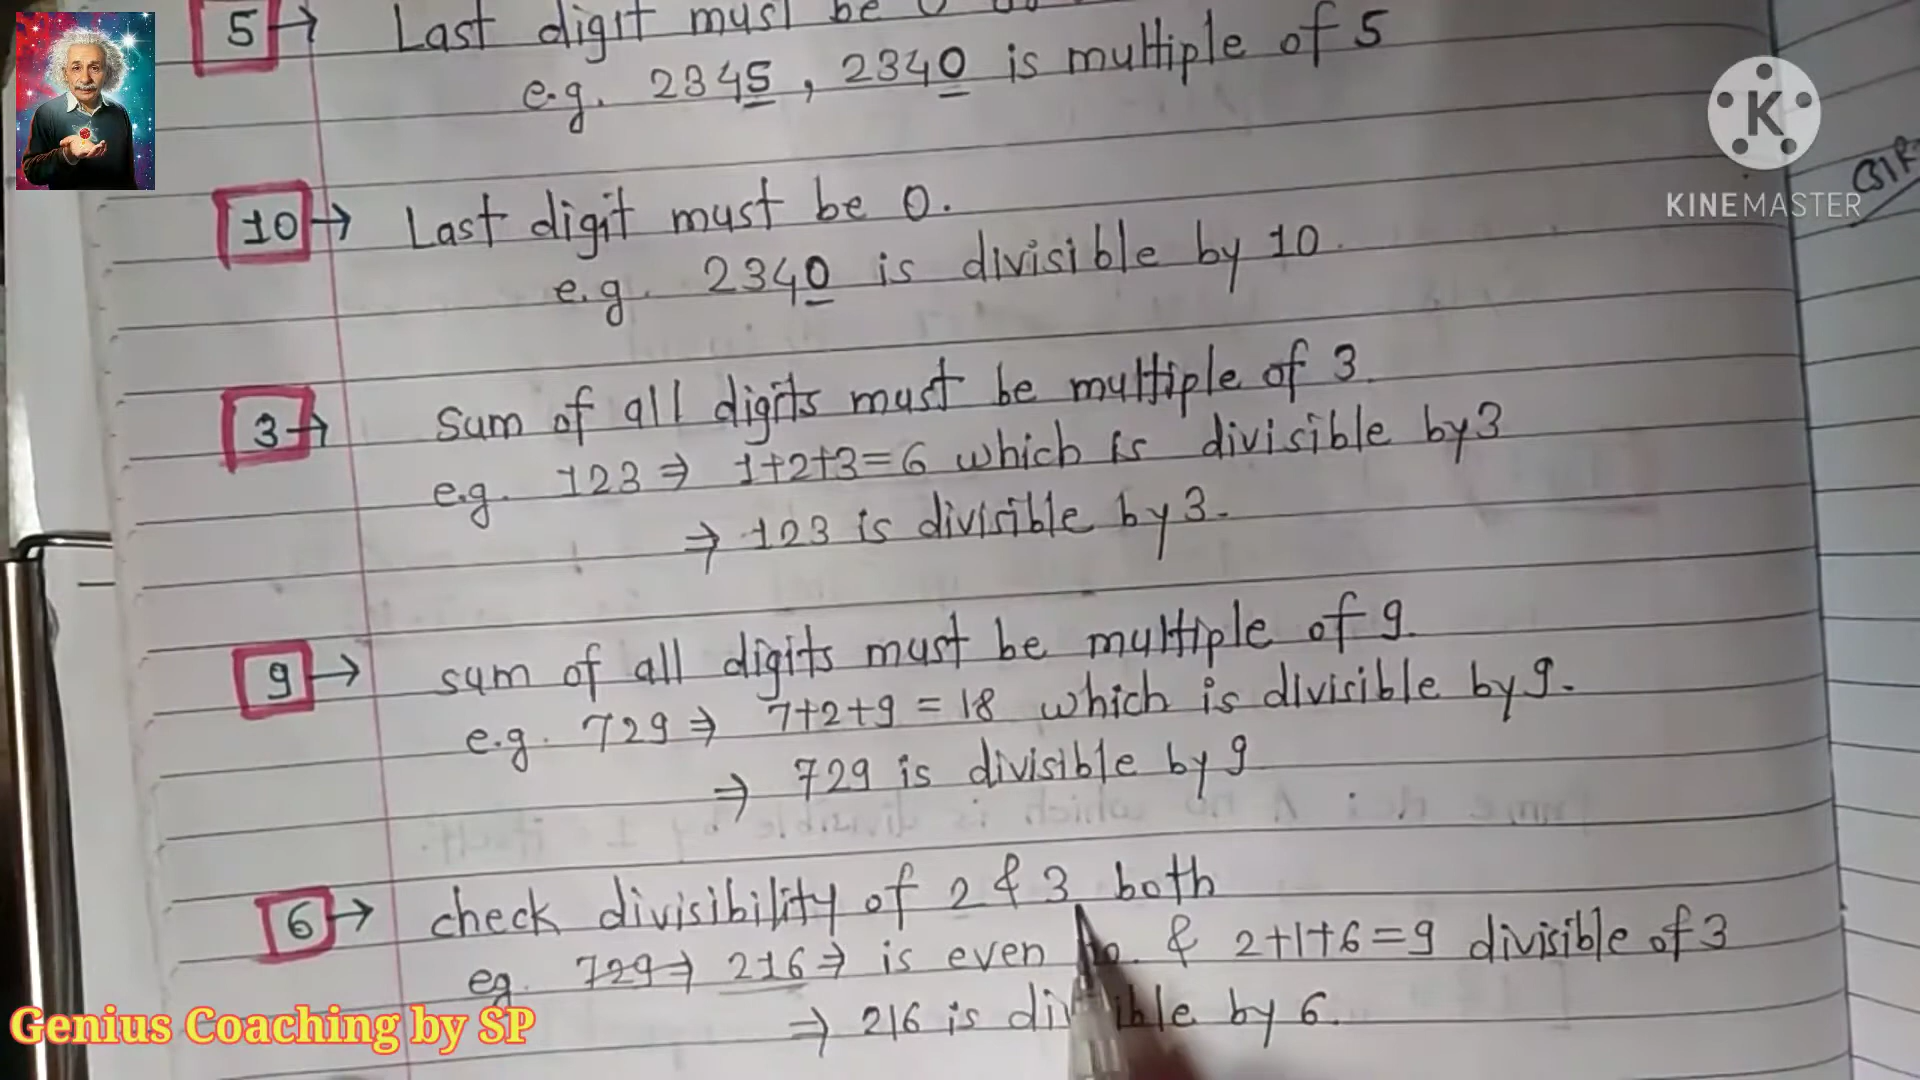 5 → Last digit must be 0
e.g. 2345, 2340 is multiple of 5
K
KINEMASTER
10 → Last digit must be 0.
e.g. 2340 is divisible by 10.
3 → Sum of all digits must be multiple of 3.
e.g. 123 ⇒ 1+2+3=6 which is divisible by 3
⇒ 123 is divisible by 3.
9 → sum of all digits must be multiple of 9.
e.g. 729 ⇒ 7+2+9 = 18 which is divisible by 9.
⇒ 729 is divisible by 9
6 → check divisibility of 2 & 3 both
eg. 729 ⇒ 216 ⇒ is even & 2+1+6=9 divisible of 3
⇒ 216 is divisible by 6.
Genius Coaching by SP